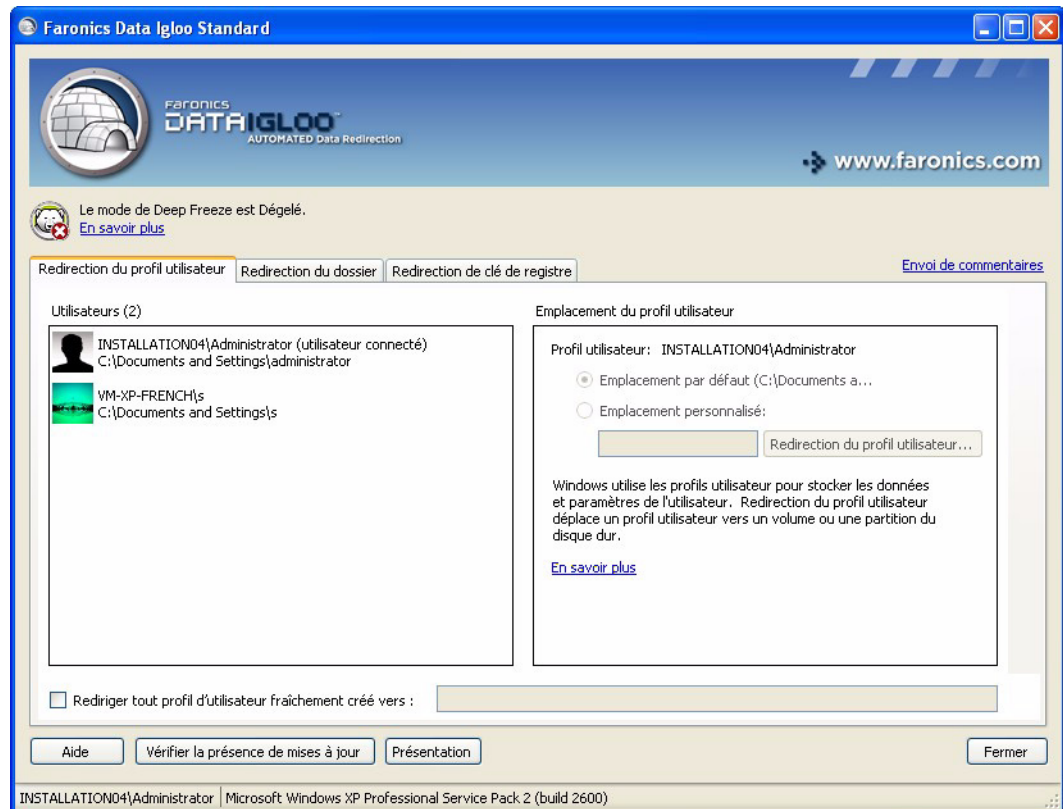 Faronics Data Igloo Standard
Faronics
DATAIGLOO™
AUTOMATED Data Redirection
www.faronics.com
Le mode de Deep Freeze est Dégelé.
En savoir plus
Redirection du profil utilisateur
Redirection du dossier
Redirection de clé de registre
Envoi de commentaires
Utilisateurs (2)
INSTALLATION04\Administrator (utilisateur connecté)
C:\Documents and Settings\administrator
VM-XP-FRENCH\s
C:\Documents and Settings\s
Emplacement du profil utilisateur
Profil utilisateur: INSTALLATION04\Administrator
Emplacement par défaut (C:\Documents a...
Emplacement personnalisé:
Redirection du profil utilisateur...
Windows utilise les profils utilisateur pour stocker les données
et paramètres de l'utilisateur. Redirection du profil utilisateur
déplace un profil utilisateur vers un volume ou une partition du
disque dur.
En savoir plus
Rediriger tout profil d'utilisateur fraîchement créé vers :
Aide
Vérifier la présence de mises à jour
Présentation
Fermer
INSTALLATION04\Administrator
Microsoft Windows XP Professional Service Pack 2 (build 2600)